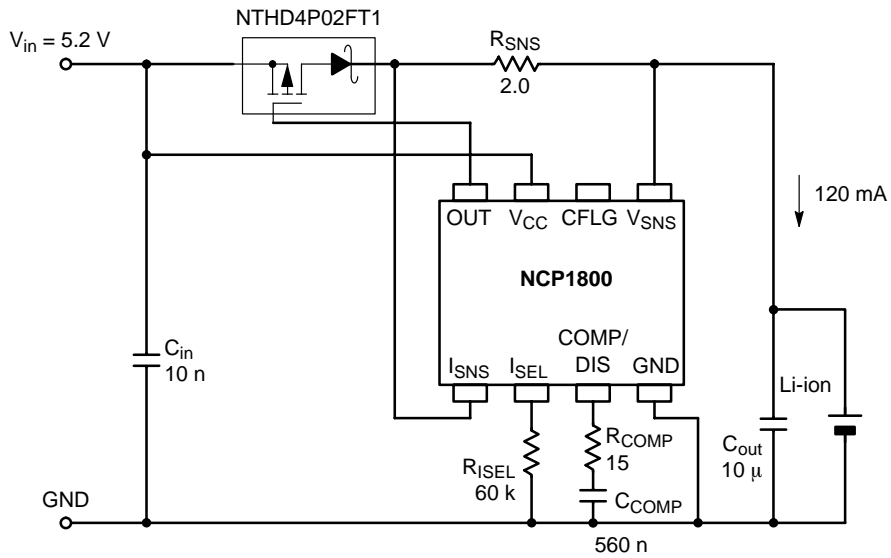 NTHD4P02FT1
V_in = 5.2 V
R_SNS
2.0
120 mA
OUT V_CC CFLG V_SNS
NCP1800
C_in
10 n
COMP/
I_SNS I_SEL DIS GND
Li-ion
R_COMP
15
R_ISEL
60 k
C_out
10 μ
C_COMP
GND
560 n